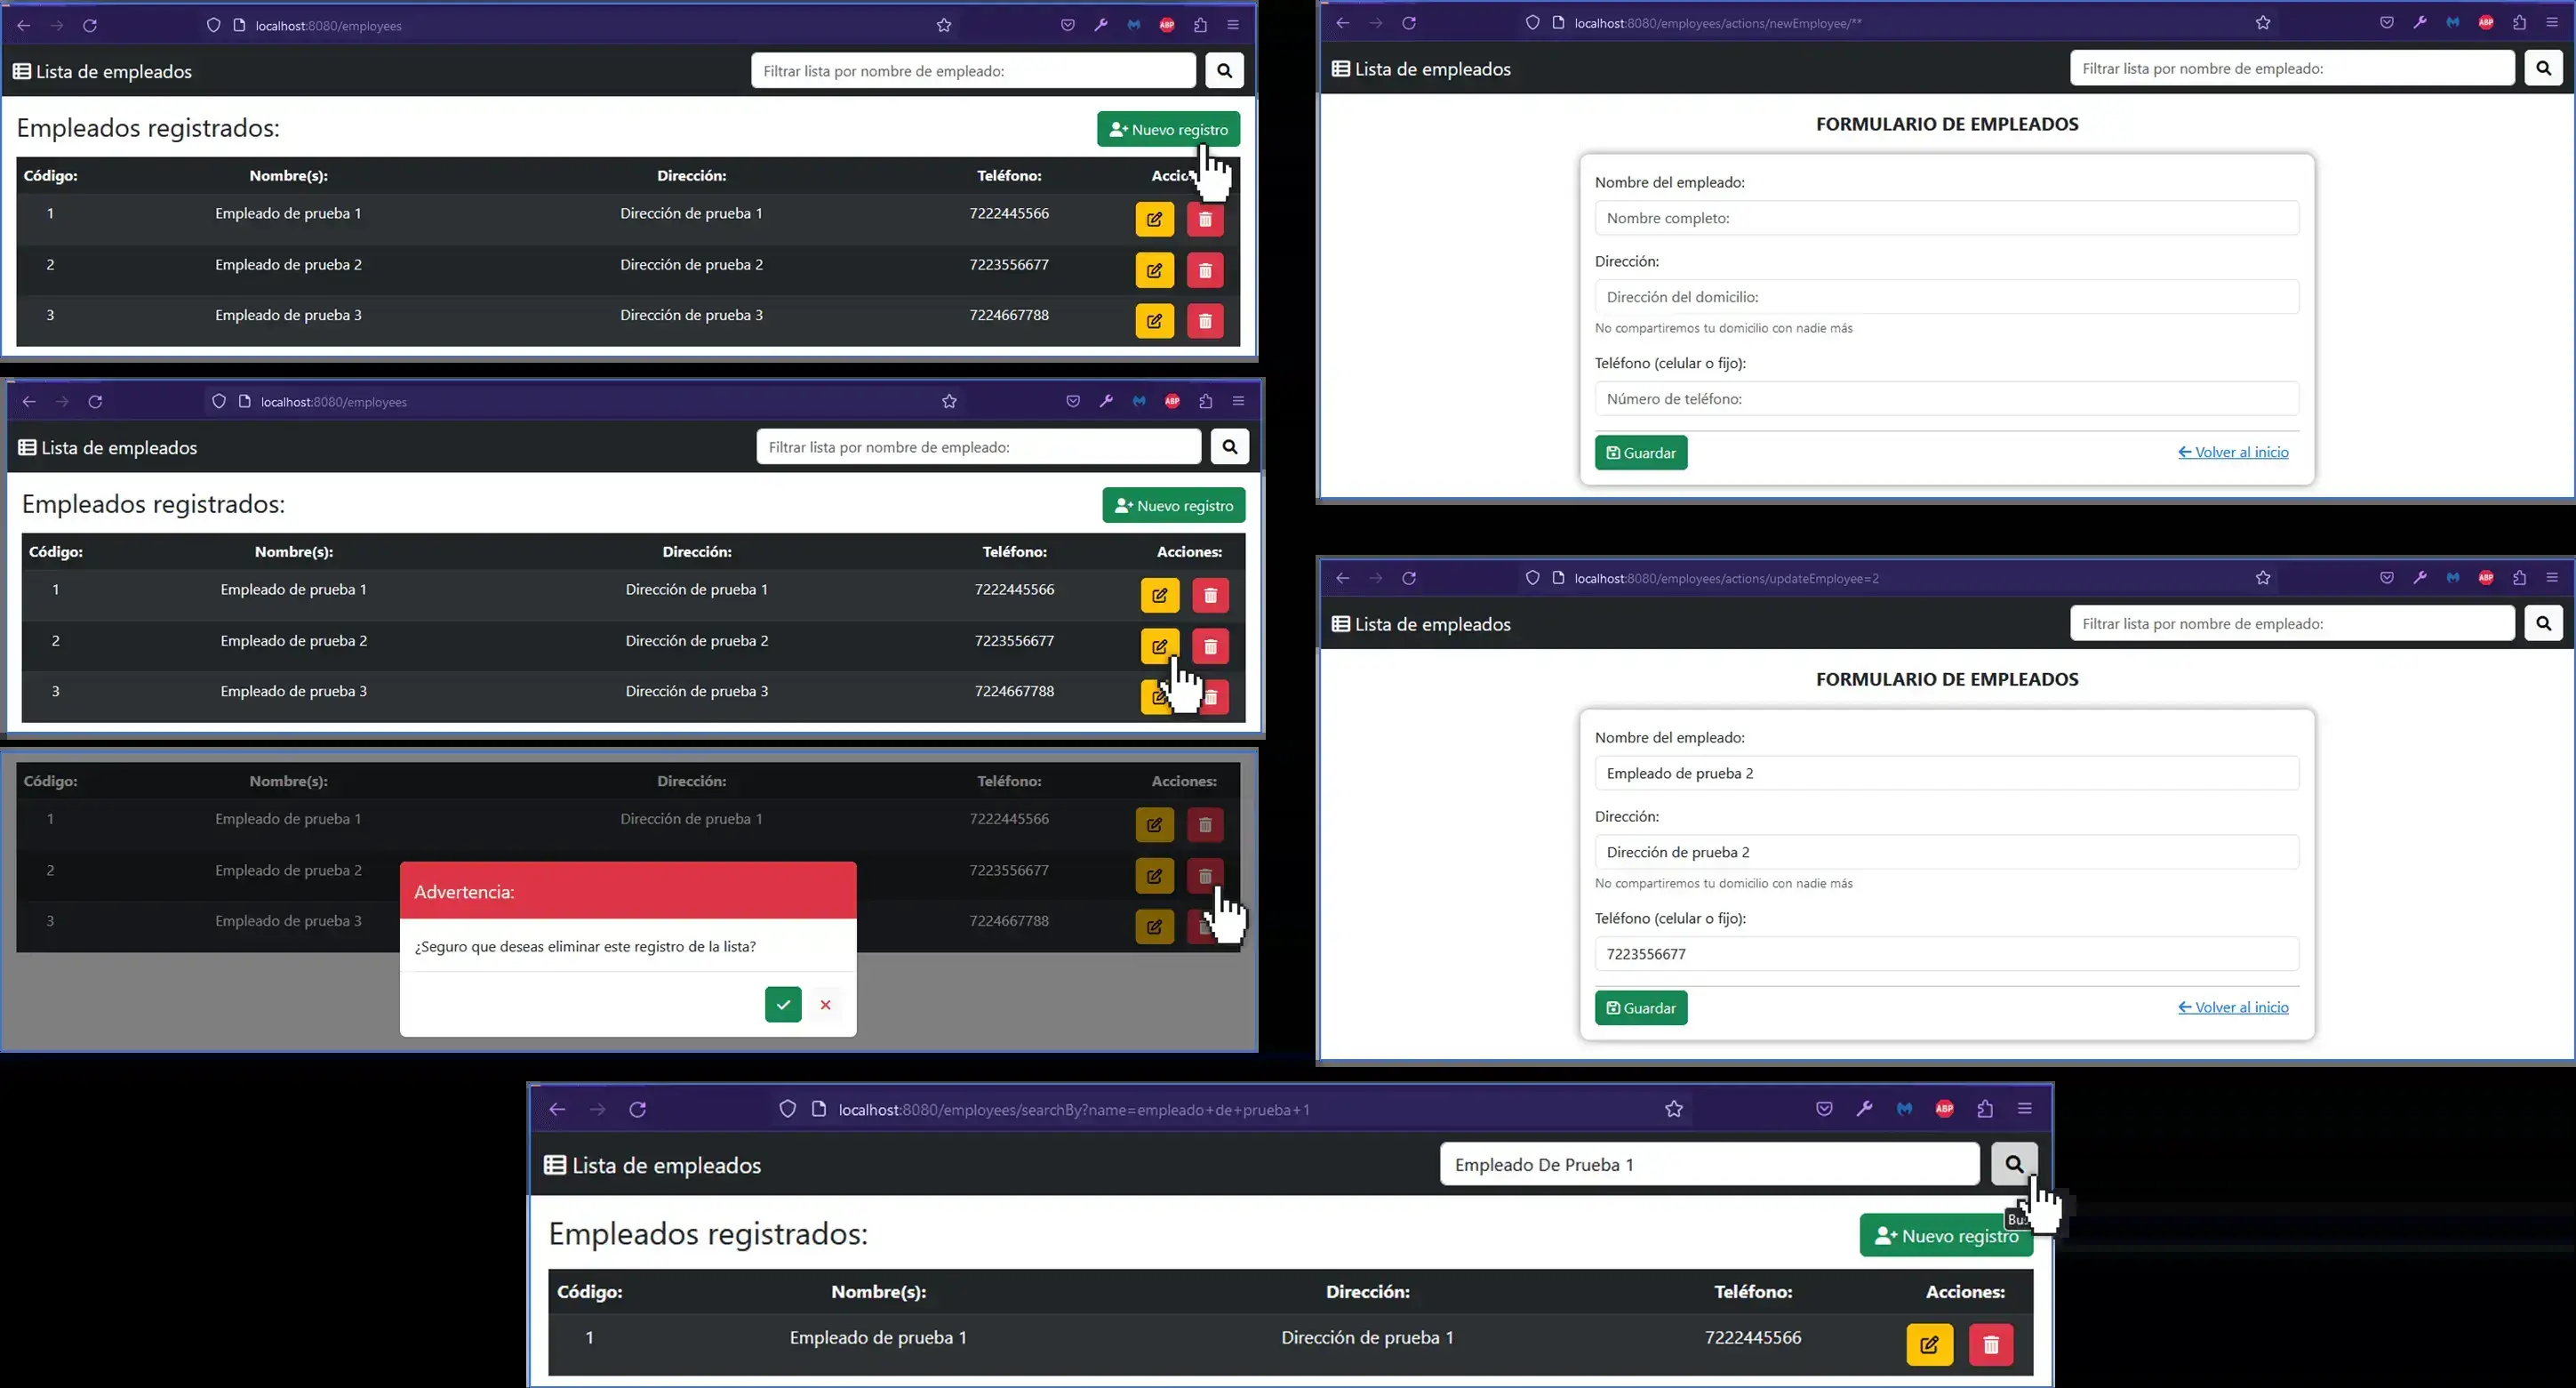 localhost:8080/employees
Lista de empleados
Filtrar lista por nombre de empleado:
Empleados registrados:
Nuevo registro
Código: Nombre(s): Dirección: Teléfono:
1 Empleado de prueba 1 Dirección de prueba 1 7222445566
2 Empleado de prueba 2 Dirección de prueba 2 7223556677
3 Empleado de prueba 3 Dirección de prueba 3 7224667788
localhost:8080/employees/actions/newEmployee/**
Lista de empleados
Filtrar lista por nombre de empleado:
FORMULARIO DE EMPLEADOS
Nombre del empleado:
Nombre completo:
Dirección:
Dirección del domicilio:
No compartiremos tu domicilio con nadie más
Teléfono (celular o fijo):
Número de teléfono:
Guardar
Volver al inicio
localhost:8080/employees
Lista de empleados
Filtrar lista por nombre de empleado:
Empleados registrados:
Nuevo registro
Código: Nombre(s): Dirección: Teléfono: Acciones:
1 Empleado de prueba 1 Dirección de prueba 1 7222445566
2 Empleado de prueba 2 Dirección de prueba 2 7223556677
3 Empleado de prueba 3 Dirección de prueba 3 7224667788
localhost:8080/employees/actions/updateEmployee=2
Lista de empleados
Filtrar lista por nombre de empleado:
FORMULARIO DE EMPLEADOS
Nombre del empleado:
Empleado de prueba 2
Dirección:
Dirección de prueba 2
No compartiremos tu domicilio con nadie más
Teléfono (celular o fijo):
7223556677
Guardar
Volver al inicio
Código: Nombre(s): Dirección: Teléfono: Acciones:
1 Empleado de prueba 1 Dirección de prueba 1 7222445566
2 Empleado de prueba 2 7223556677
3 Empleado de prueba 3 7224667788
Advertencia:
¿Seguro que deseas eliminar este registro de la lista?
localhost:8080/employees/searchBy?name=empleado+de+prueba+1
Lista de empleados
Empleado De Prueba 1
Empleados registrados:
Nuevo registro
Código: Nombre(s): Dirección: Teléfono: Acciones:
1 Empleado de prueba 1 Dirección de prueba 1 7222445566
ABP
ABP
ABP
ABP
ABP